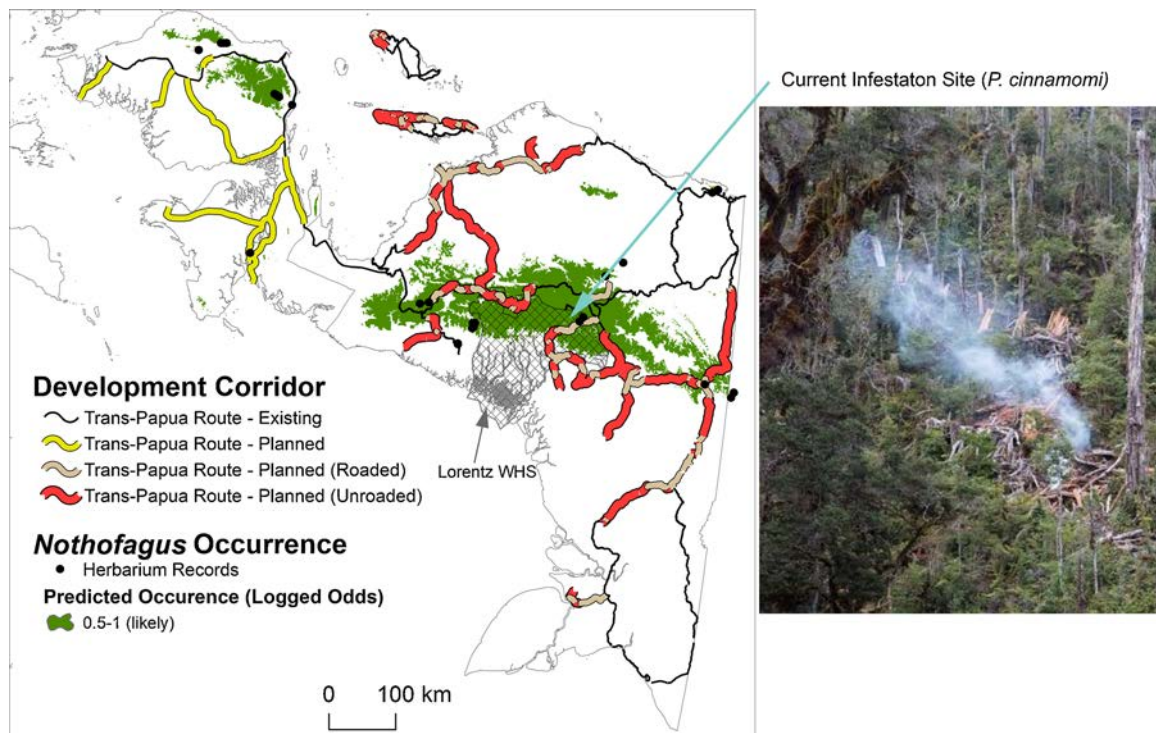 Current Infestaton Site (P. cinnamomi)
Development Corridor
Trans-Papua Route - Existing
Trans-Papua Route - Planned
Trans-Papua Route - Planned (Roaded)
Trans-Papua Route - Planned (Unroaded)
Lorentz WHS
Nothofagus Occurrence
Herbarium Records
Predicted Occurence (Logged Odds)
0.5-1 (likely)
0 100 km